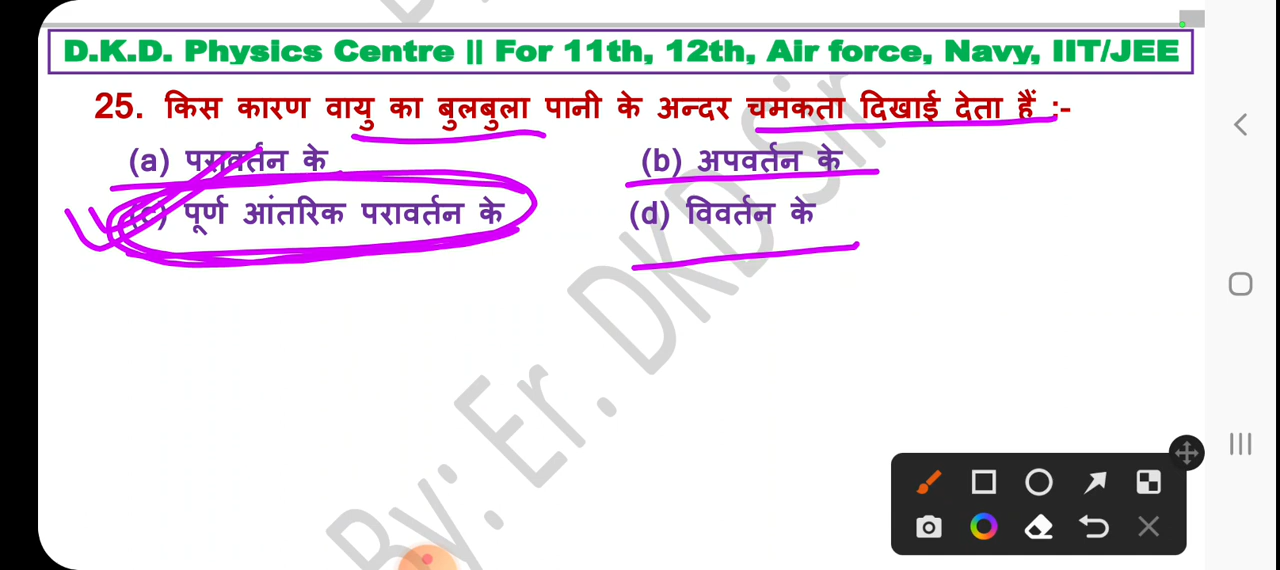 D.K.D. Physics Centre || For 11th, 12th, Air force, Navy, IIT/JEE
25. किस कारण वायु का बुलबुला पानी के अन्दर चमकता दिखाई देता हैं :-
(a) परावर्तन के (b) अपवर्तन के
(c) पूर्ण आंतरिक परावर्तन के (d) विवर्तन के
By: Er. DKD Sir